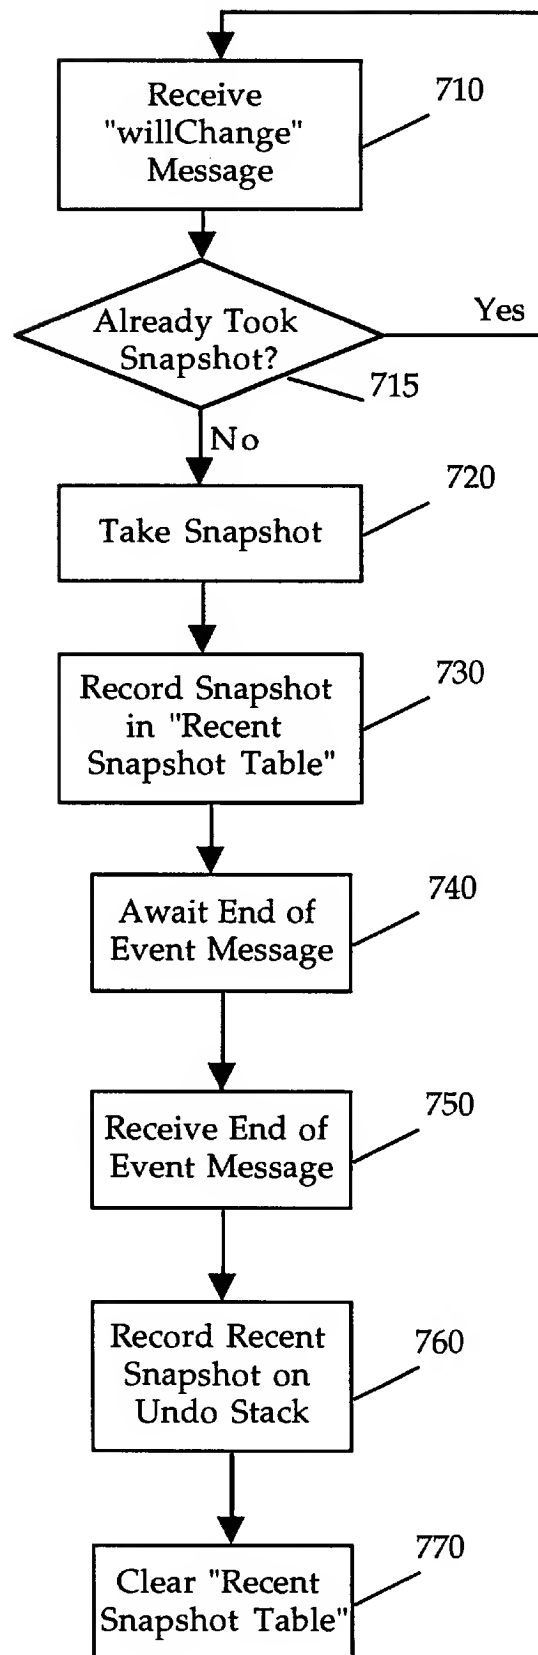 710
Receive
"willChange"
Message
Yes
Already Took
Snapshot?
715
No
720
Take Snapshot
730
Record Snapshot
in "Recent
Snapshot Table"
740
Await End of
Event Message
750
Receive End of
Event Message
760
Record Recent
Snapshot on
Undo Stack
770
Clear "Recent
Snapshot Table"